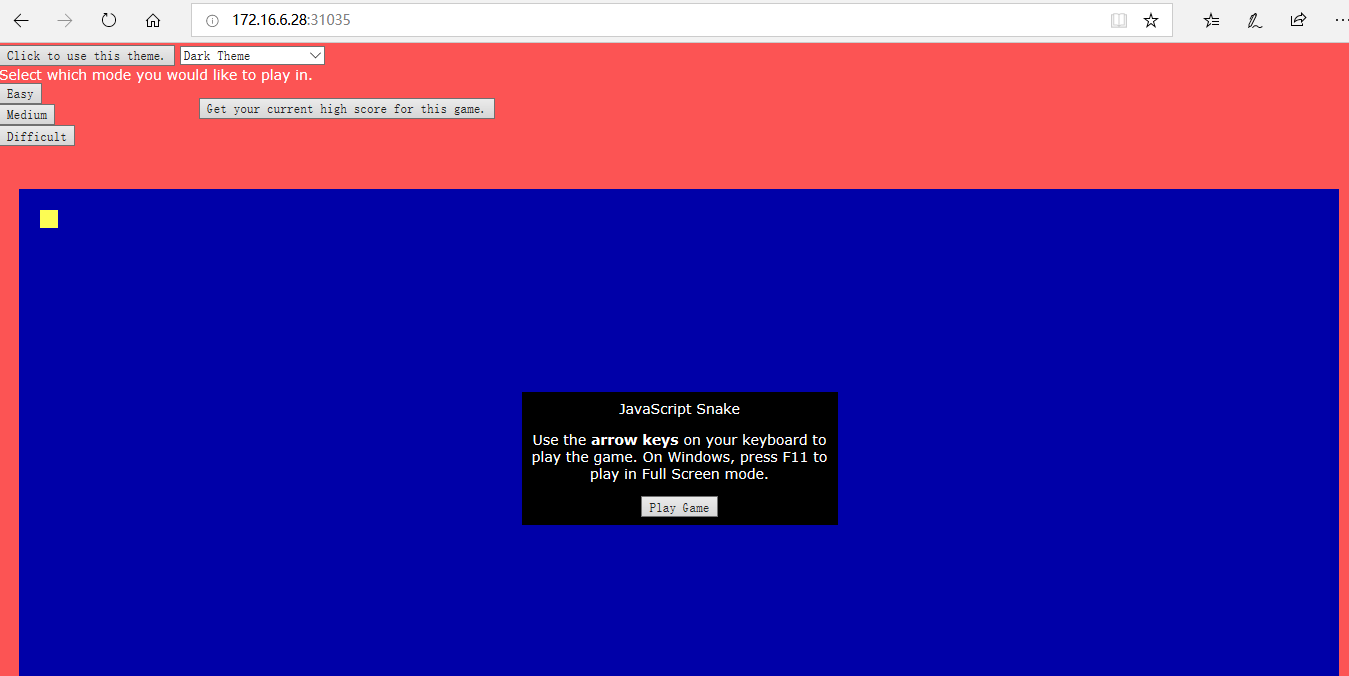 172.16.6.28:31035
Click to use this theme. Dark Theme
Select which mode you would like to play in.
Easy
Medium
Get your current high score for this game.
Difficult
JavaScript Snake
Use the arrow keys on your keyboard to
play the game. On Windows, press F11 to
play in Full Screen mode.
Play Game